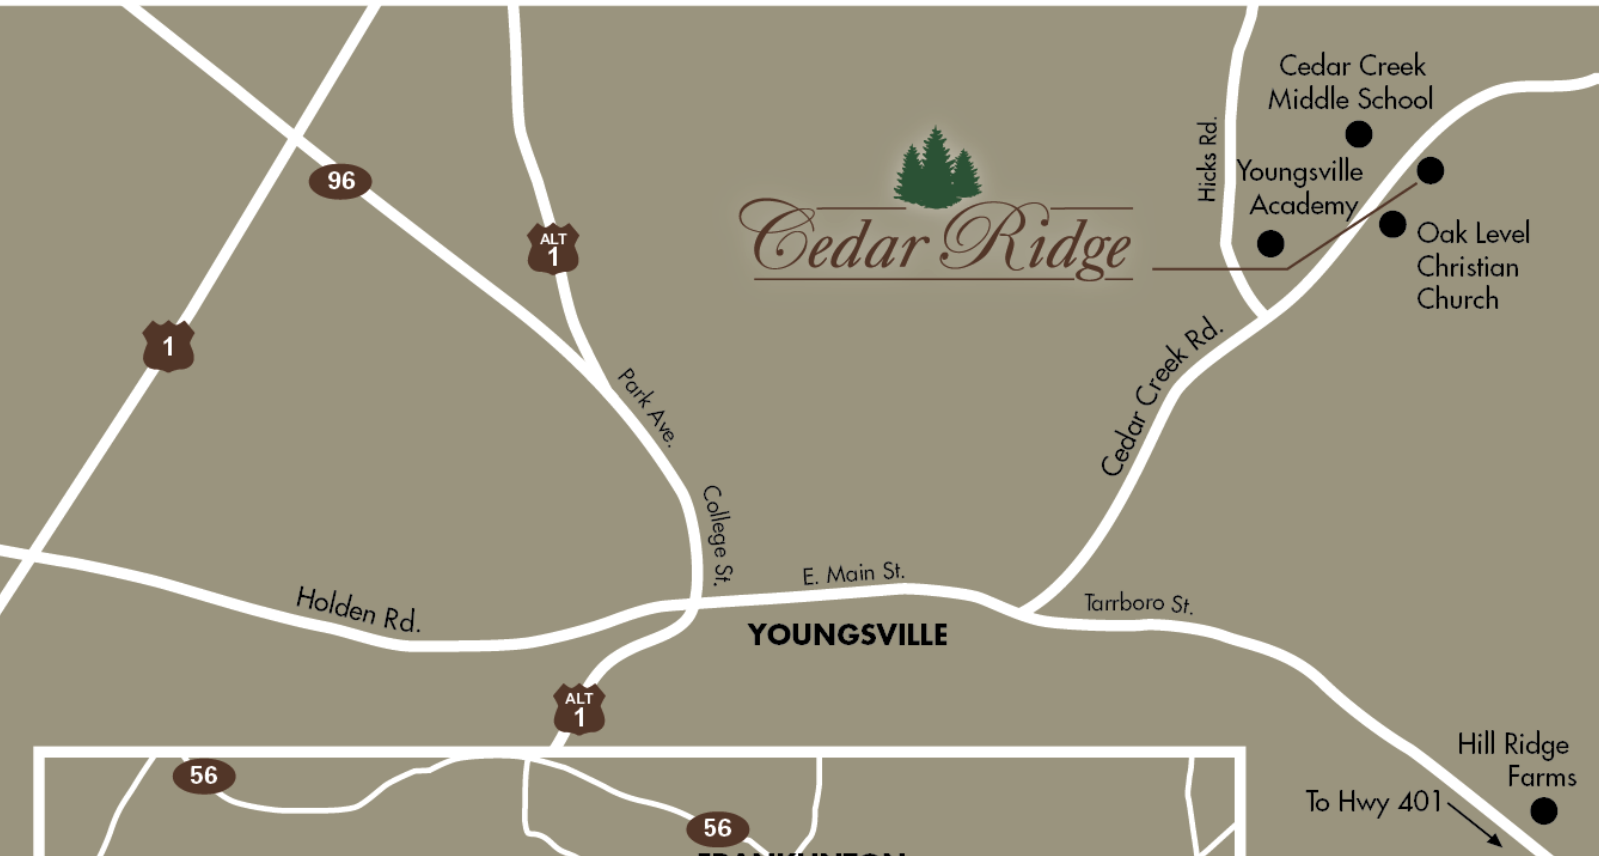 Cedar Creek
Middle School
Hicks Rd.
Youngsville
Academy
96
ALT
1
Cedar Ridge
Oak Level
Christian
Church
1
Cedar Creek Rd.
Park Ave.
College St.
E. Main St.
Holden Rd.
Tarrboro St.
YOUNGSVILLE
ALT
1
Hill Ridge
Farms
To Hwy 401
56
56
FRANKLINTON